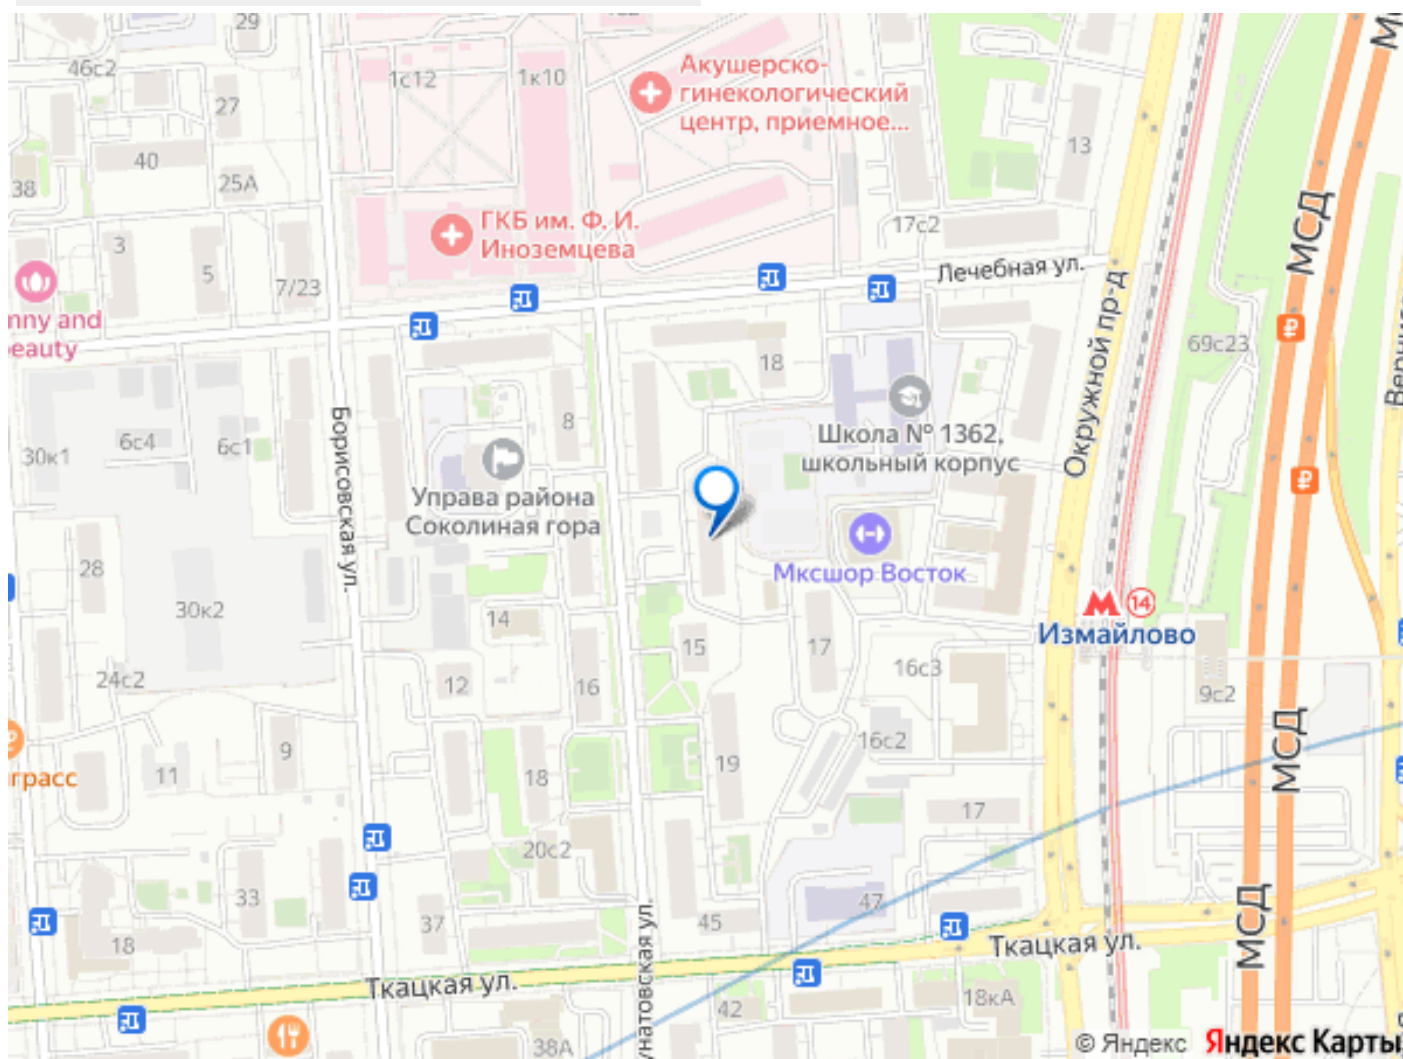 29
46с2
1с12
1к10
Акушерско-
гинекологический
центр, приемное...
МСД
27
13
40
38
25А
ГКБ им. Ф. И.
Иноземцева
17с2
3
5
7/23
Лечебная ул.
МСД
nny and
eauty
Окружной пр-д
69с23
18
8
6с4
6с1
30к1
Борисовская ул.
Школа № 1362,
школьный корпус
Управа района
Соколиная гора
28
30к2
Мксшор Восток
14
М 14
Измайлово
15
17
16с3
24с2
12
16
9с2
грасс
11
9
18
19
16с2
МСД
17
20с2
33
37
45
47
18
МСД
Ткацкая ул.
Ткацкая ул.
унатовская ул.
42
18кА
38А
© Яндекс Яндекс Карты